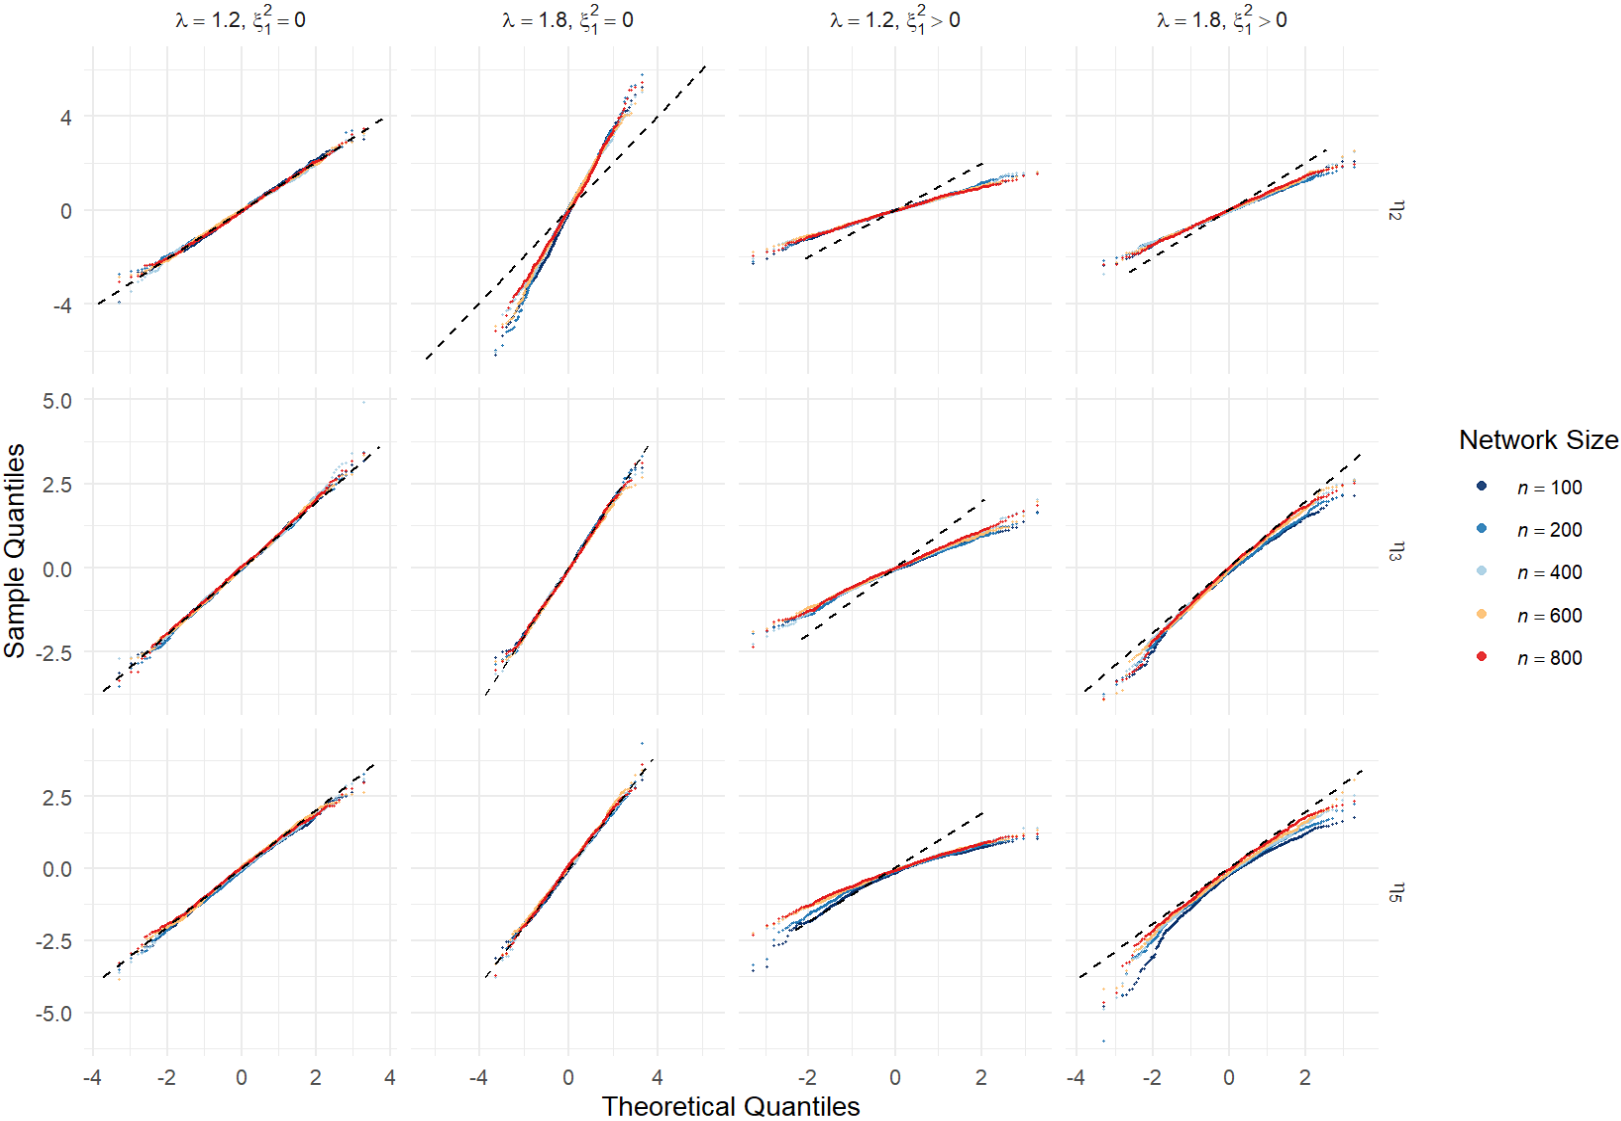 λ = 1.2, ξ₁² = 0
λ = 1.8, ξ₁² = 0
λ = 1.2, ξ₁² > 0
λ = 1.8, ξ₁² > 0
4
0
-4
η₂
5.0
2.5
0.0
-2.5
η₃
2.5
0.0
-2.5
-5.0
η₅
Sample Quantiles
-4 -2 0 2 4
-4 0 4
-2 0 2
-4 -2 0 2
Theoretical Quantiles
Network Size
n = 100
n = 200
n = 400
n = 600
n = 800